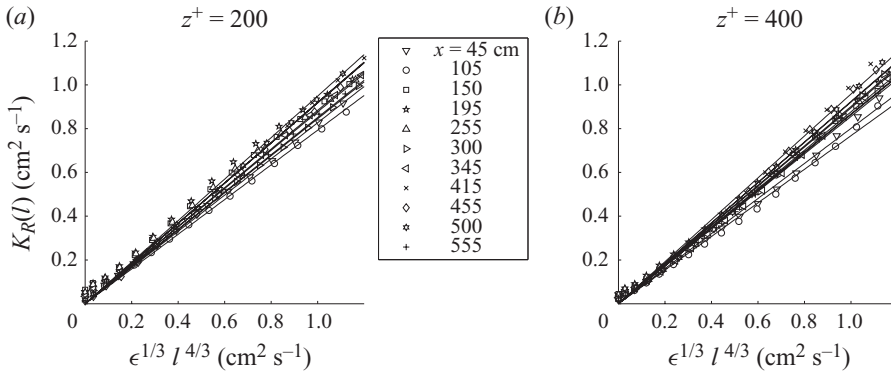 (a) z⁺ = 200
(b) z⁺ = 400
K_R(l) (cm² s⁻¹)
1.2
1.0
0.8
0.6
0.4
0.2
0 0.2 0.4 0.6 0.8 1.0
ϵ^{1/3} l^{4/3} (cm² s⁻¹)
x = 45 cm
105
150
195
255
300
345
415
455
500
555
1.2
1.0
0.8
0.6
0.4
0.2
0 0.2 0.4 0.6 0.8 1.0
ϵ^{1/3} l^{4/3} (cm² s⁻¹)